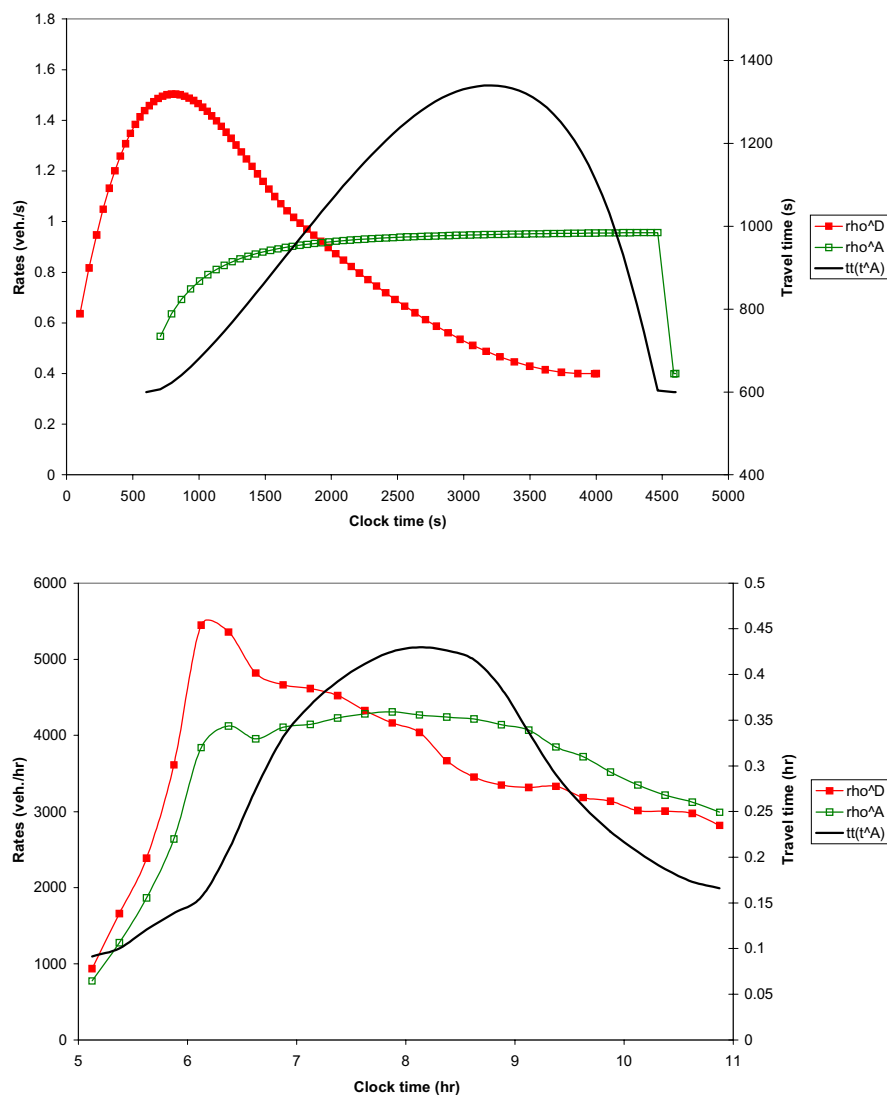 1.8
1.6
1.4
1.2
1
0.8
0.6
0.4
0.2
0
Rates (veh./s)
0 500 1000 1500 2000 2500 3000 3500 4000 4500 5000
Clock time (s)
1400
1200
1000
800
600
400
Travel time (s)
rho^D
rho^A
tt(t^A)
6000
5000
4000
3000
2000
1000
0
Rates (veh./hr)
5 6 7 8 9 10 11
Clock time (hr)
0.5
0.45
0.4
0.35
0.3
0.25
0.2
0.15
0.1
0.05
0
Travel time (hr)
rho^D
rho^A
tt(t^A)